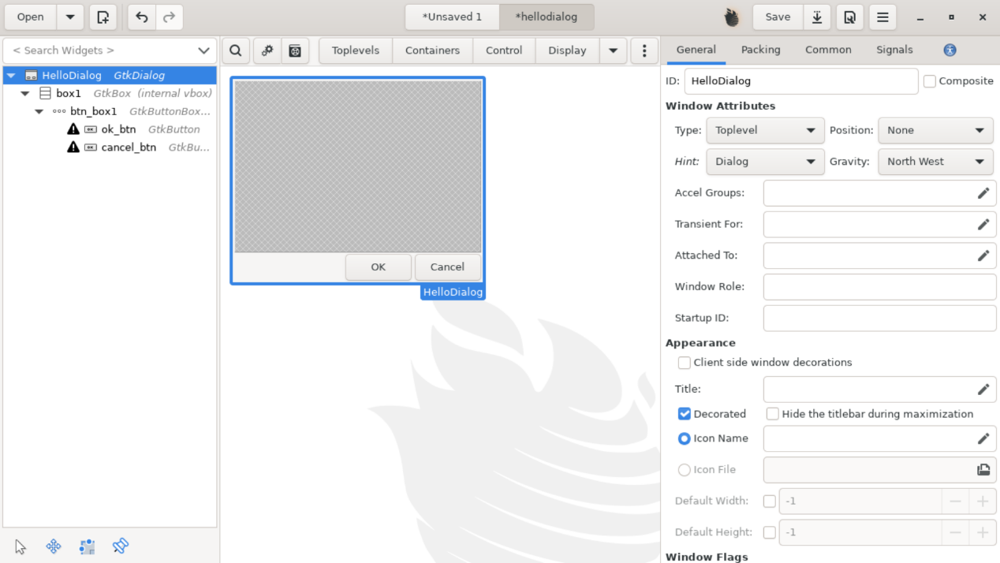 Open
*Unsaved 1
*hellodialog
Save
< Search Widgets >
Toplevels
Containers
Control
Display
General
Packing
Common
Signals
HelloDialog GtkDialog
box1 GtkBox (internal vbox)
btn_box1 GtkButtonBox...
ok_btn GtkButton
cancel_btn GtkBu...
OK
Cancel
HelloDialog
ID: HelloDialog Composite
Window Attributes
Type: Toplevel Position: None
Hint: Dialog Gravity: North West
Accel Groups:
Transient For:
Attached To:
Window Role:
Startup ID:
Appearance
Client side window decorations
Title:
Decorated Hide the titlebar during maximization
Icon Name
Icon File
Default Width: -1
Default Height: -1
Window Flags